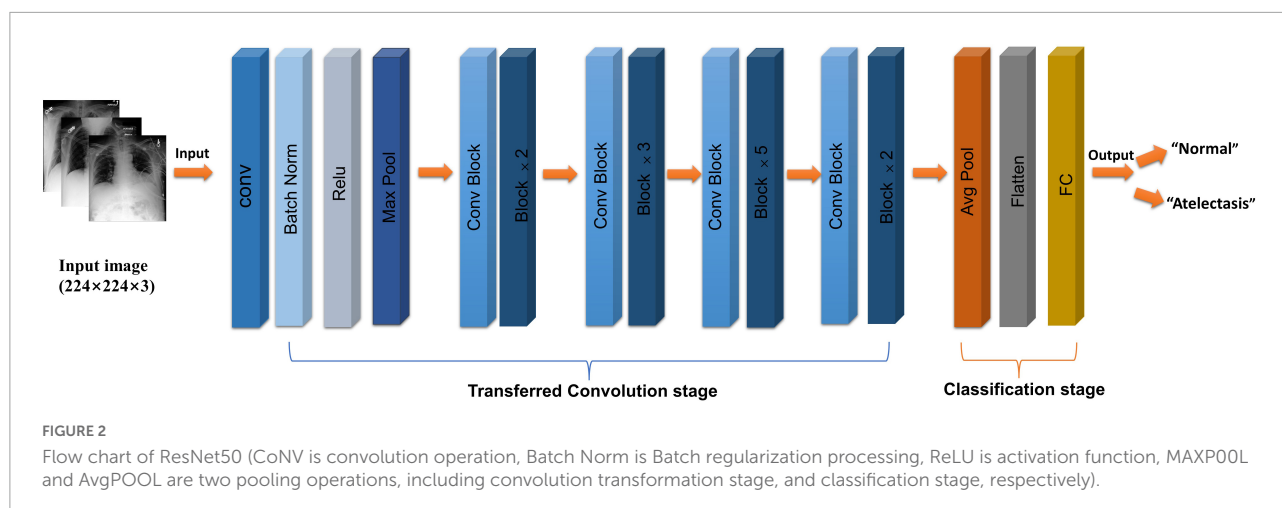 Input
Input image
(224×224×3)
conv
Batch Norm
Relu
Max Pool
Conv Block
Block ×2
Conv Block
Block ×3
Conv Block
Block ×5
Conv Block
Block ×2
Avg Pool
Flatten
FC
Output
“Normal”
“Atelectasis”
Transferred Convolution stage
Classification stage
FIGURE 2
Flow chart of ResNet50 (CoNV is convolution operation, Batch Norm is Batch regularization processing, ReLU is activation function, MAXP00L
and AvgPOOL are two pooling operations, including convolution transformation stage, and classification stage, respectively).